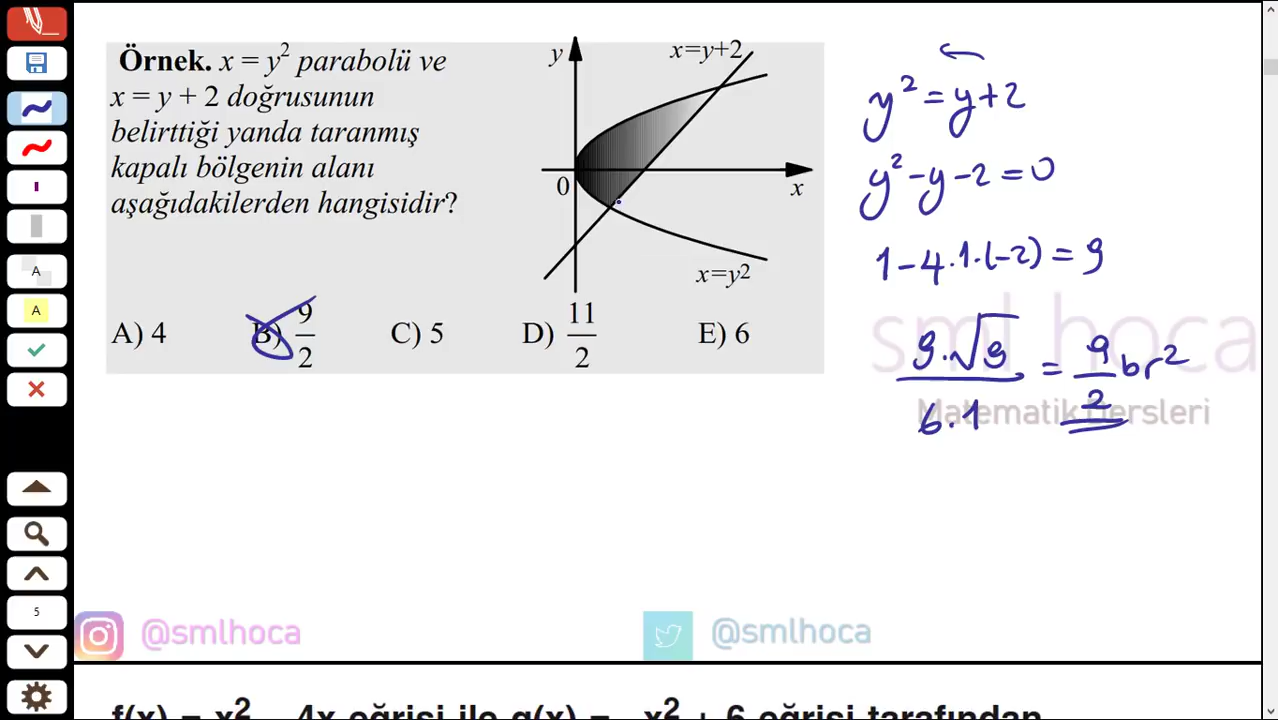 Örnek. x = y² parabolü ve
x = y + 2 doğrusunun
belirttiği yanda taranmış
kapalı bölgenin alanı
aşağıdakilerden hangisidir?
y
x=y+2
0
x
x=y²
A) 4 B) 9/2 C) 5 D) 11/2 E) 6
y² = y+2
y² - y - 2 = 0
1 - 4.1.(-2) = 9
9.√9 / 6.1 = 9/2 br²
sml hoca
Matematik Dersleri
A
A
5
@smlhoca
@smlhoca